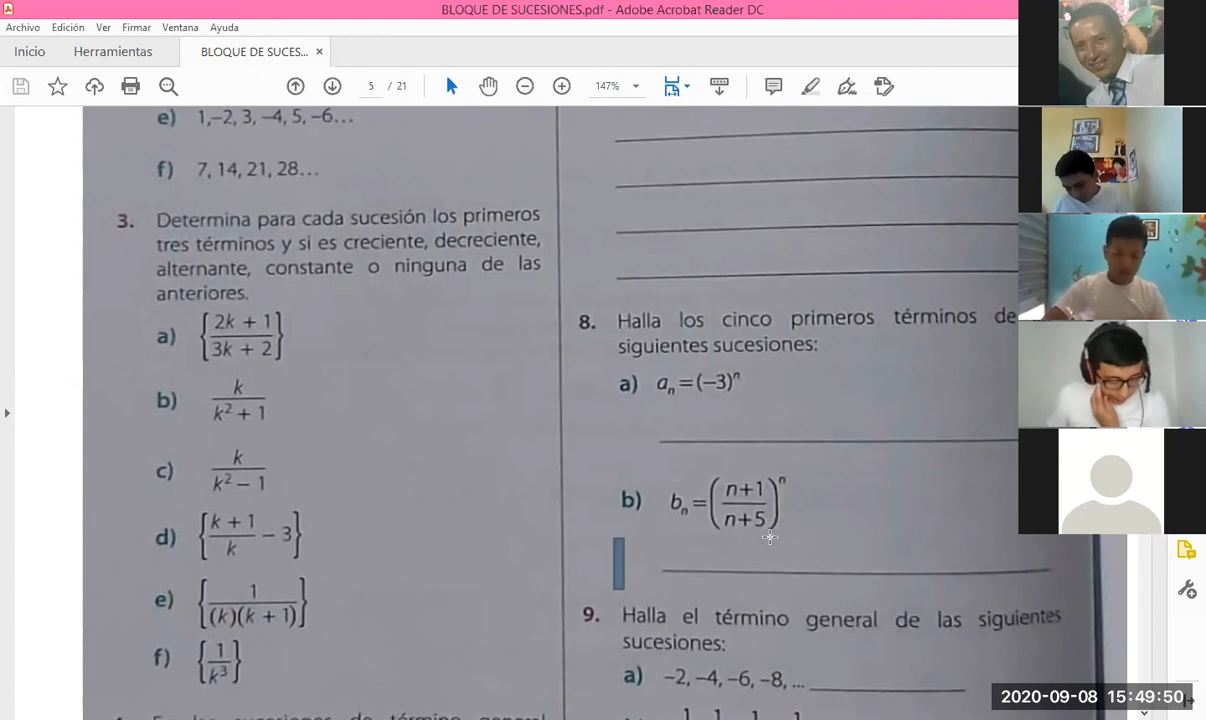 BLOQUE DE SUCESIONES.pdf - Adobe Acrobat Reader DC
Archivo Edición Ver Firmar Ventana Ayuda
Inicio Herramientas BLOQUE DE SUCES... ×
5 / 21 147%
e) 1,–2, 3, –4, 5, –6...
f) 7, 14, 21, 28...
3. Determina para cada sucesión los primeros
tres términos y si es creciente, decreciente,
alternante, constante o ninguna de las
anteriores.
a) {(2k + 1)/(3k + 2)}
b) k/(k² + 1)
c) k/(k² – 1)
d) {(k + 1)/k – 3}
e) {1/((k)(k + 1))}
f) {1/k³}
8. Halla los cinco primeros términos de
siguientes sucesiones:
a) aₙ = (–3)ⁿ
b) bₙ = ((n+1)/(n+5))ⁿ
9. Halla el término general de las siguientes
sucesiones:
a) –2, –4, –6, –8, ...
2020-09-08 15:49:50